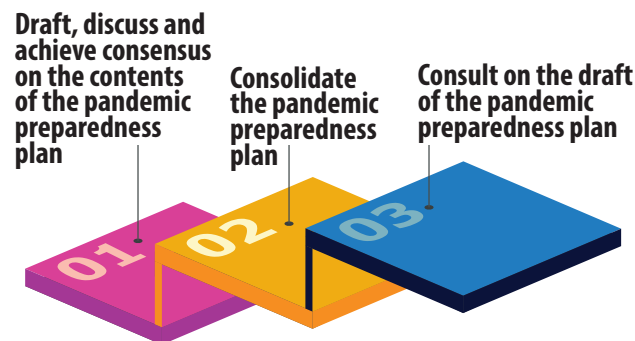 Draft, discuss and
achieve consensus
on the contents
of the pandemic
preparedness
plan
01
Consolidate
the pandemic
preparedness
plan
02
Consult on the draft
of the pandemic
preparedness plan
03